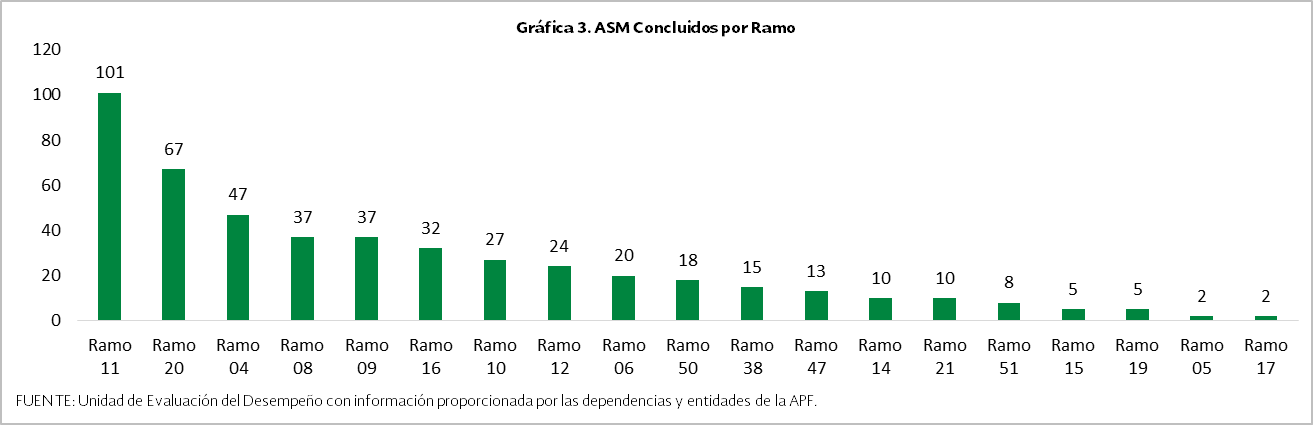 Gráfica 3. ASM Concluidos por Ramo
120
100
80
60
40
20
0
101
67
47
37
37
32
27
24
20
18
15
13
10
10
8
5
5
2
2
Ramo 11
Ramo 20
Ramo 04
Ramo 08
Ramo 09
Ramo 16
Ramo 10
Ramo 12
Ramo 06
Ramo 50
Ramo 38
Ramo 47
Ramo 14
Ramo 21
Ramo 51
Ramo 15
Ramo 19
Ramo 05
Ramo 17
FUENTE: Unidad de Evaluación del Desempeño con información proporcionada por las dependencias y entidades de la APF.